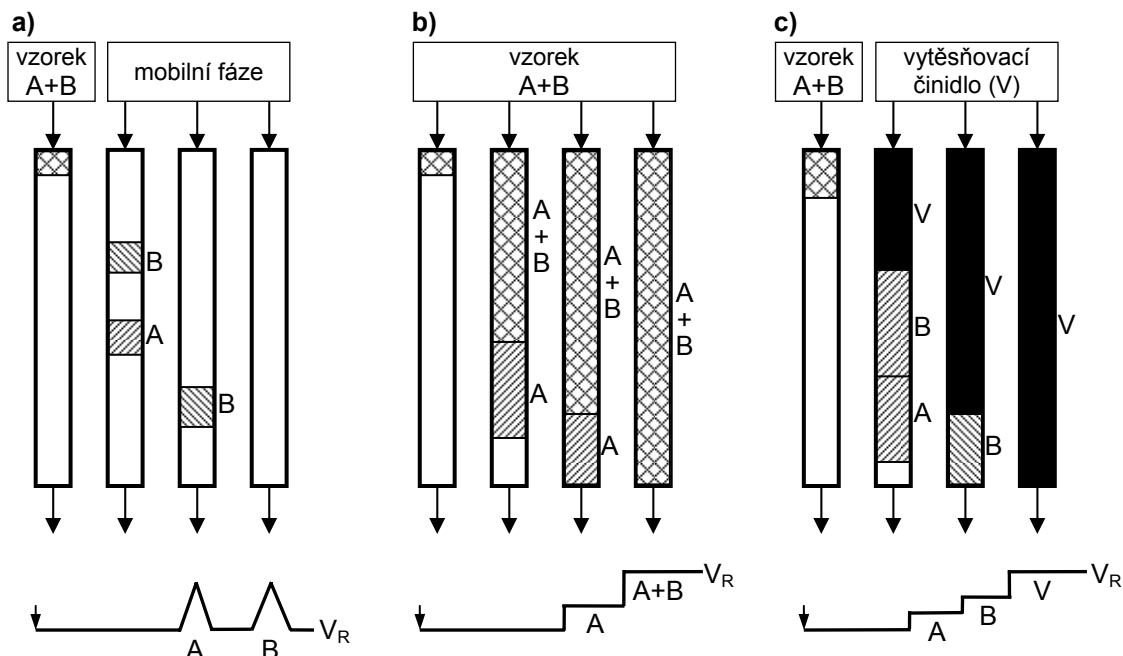 a)
vzorek
A+B
mobilní fáze
B
A
B
A
B
V_R
b)
vzorek
A+B
A
+
B
A
A
+
B
A
A
+
B
A
A+B
V_R
c)
vzorek
A+B
vytěsňovací
činidlo (V)
V
B
A
V
B
V
A
B
V
V_R